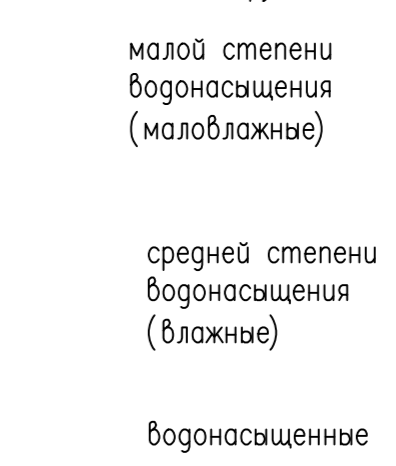 малой степени
водонасыщения
(маловлажные)
средней степени
водонасыщения
(влажные)
водонасыщенные